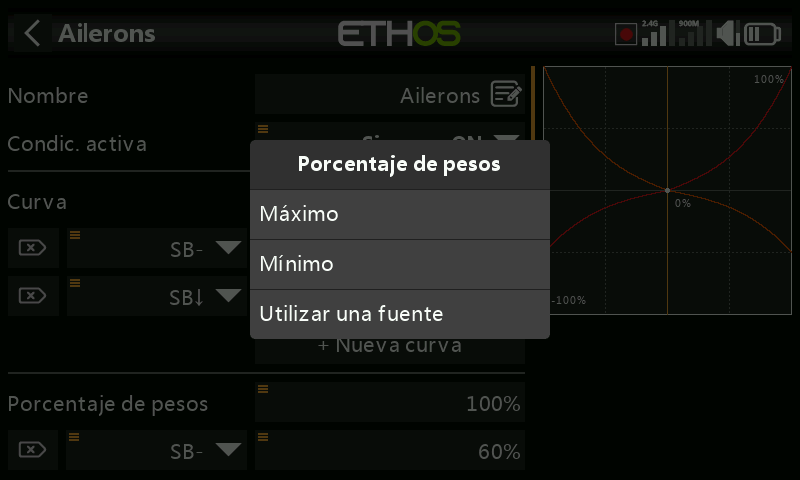 Ailerons
ETHOS
2.4G
900M
Nombre
Ailerons
100%
Condic. activa
Porcentaje de pesos
Máximo
Curva
0%
SB-
Mínimo
SB↓
Utilizar una fuente
-100%
+ Nueva curva
Porcentaje de pesos
100%
SB-
60%